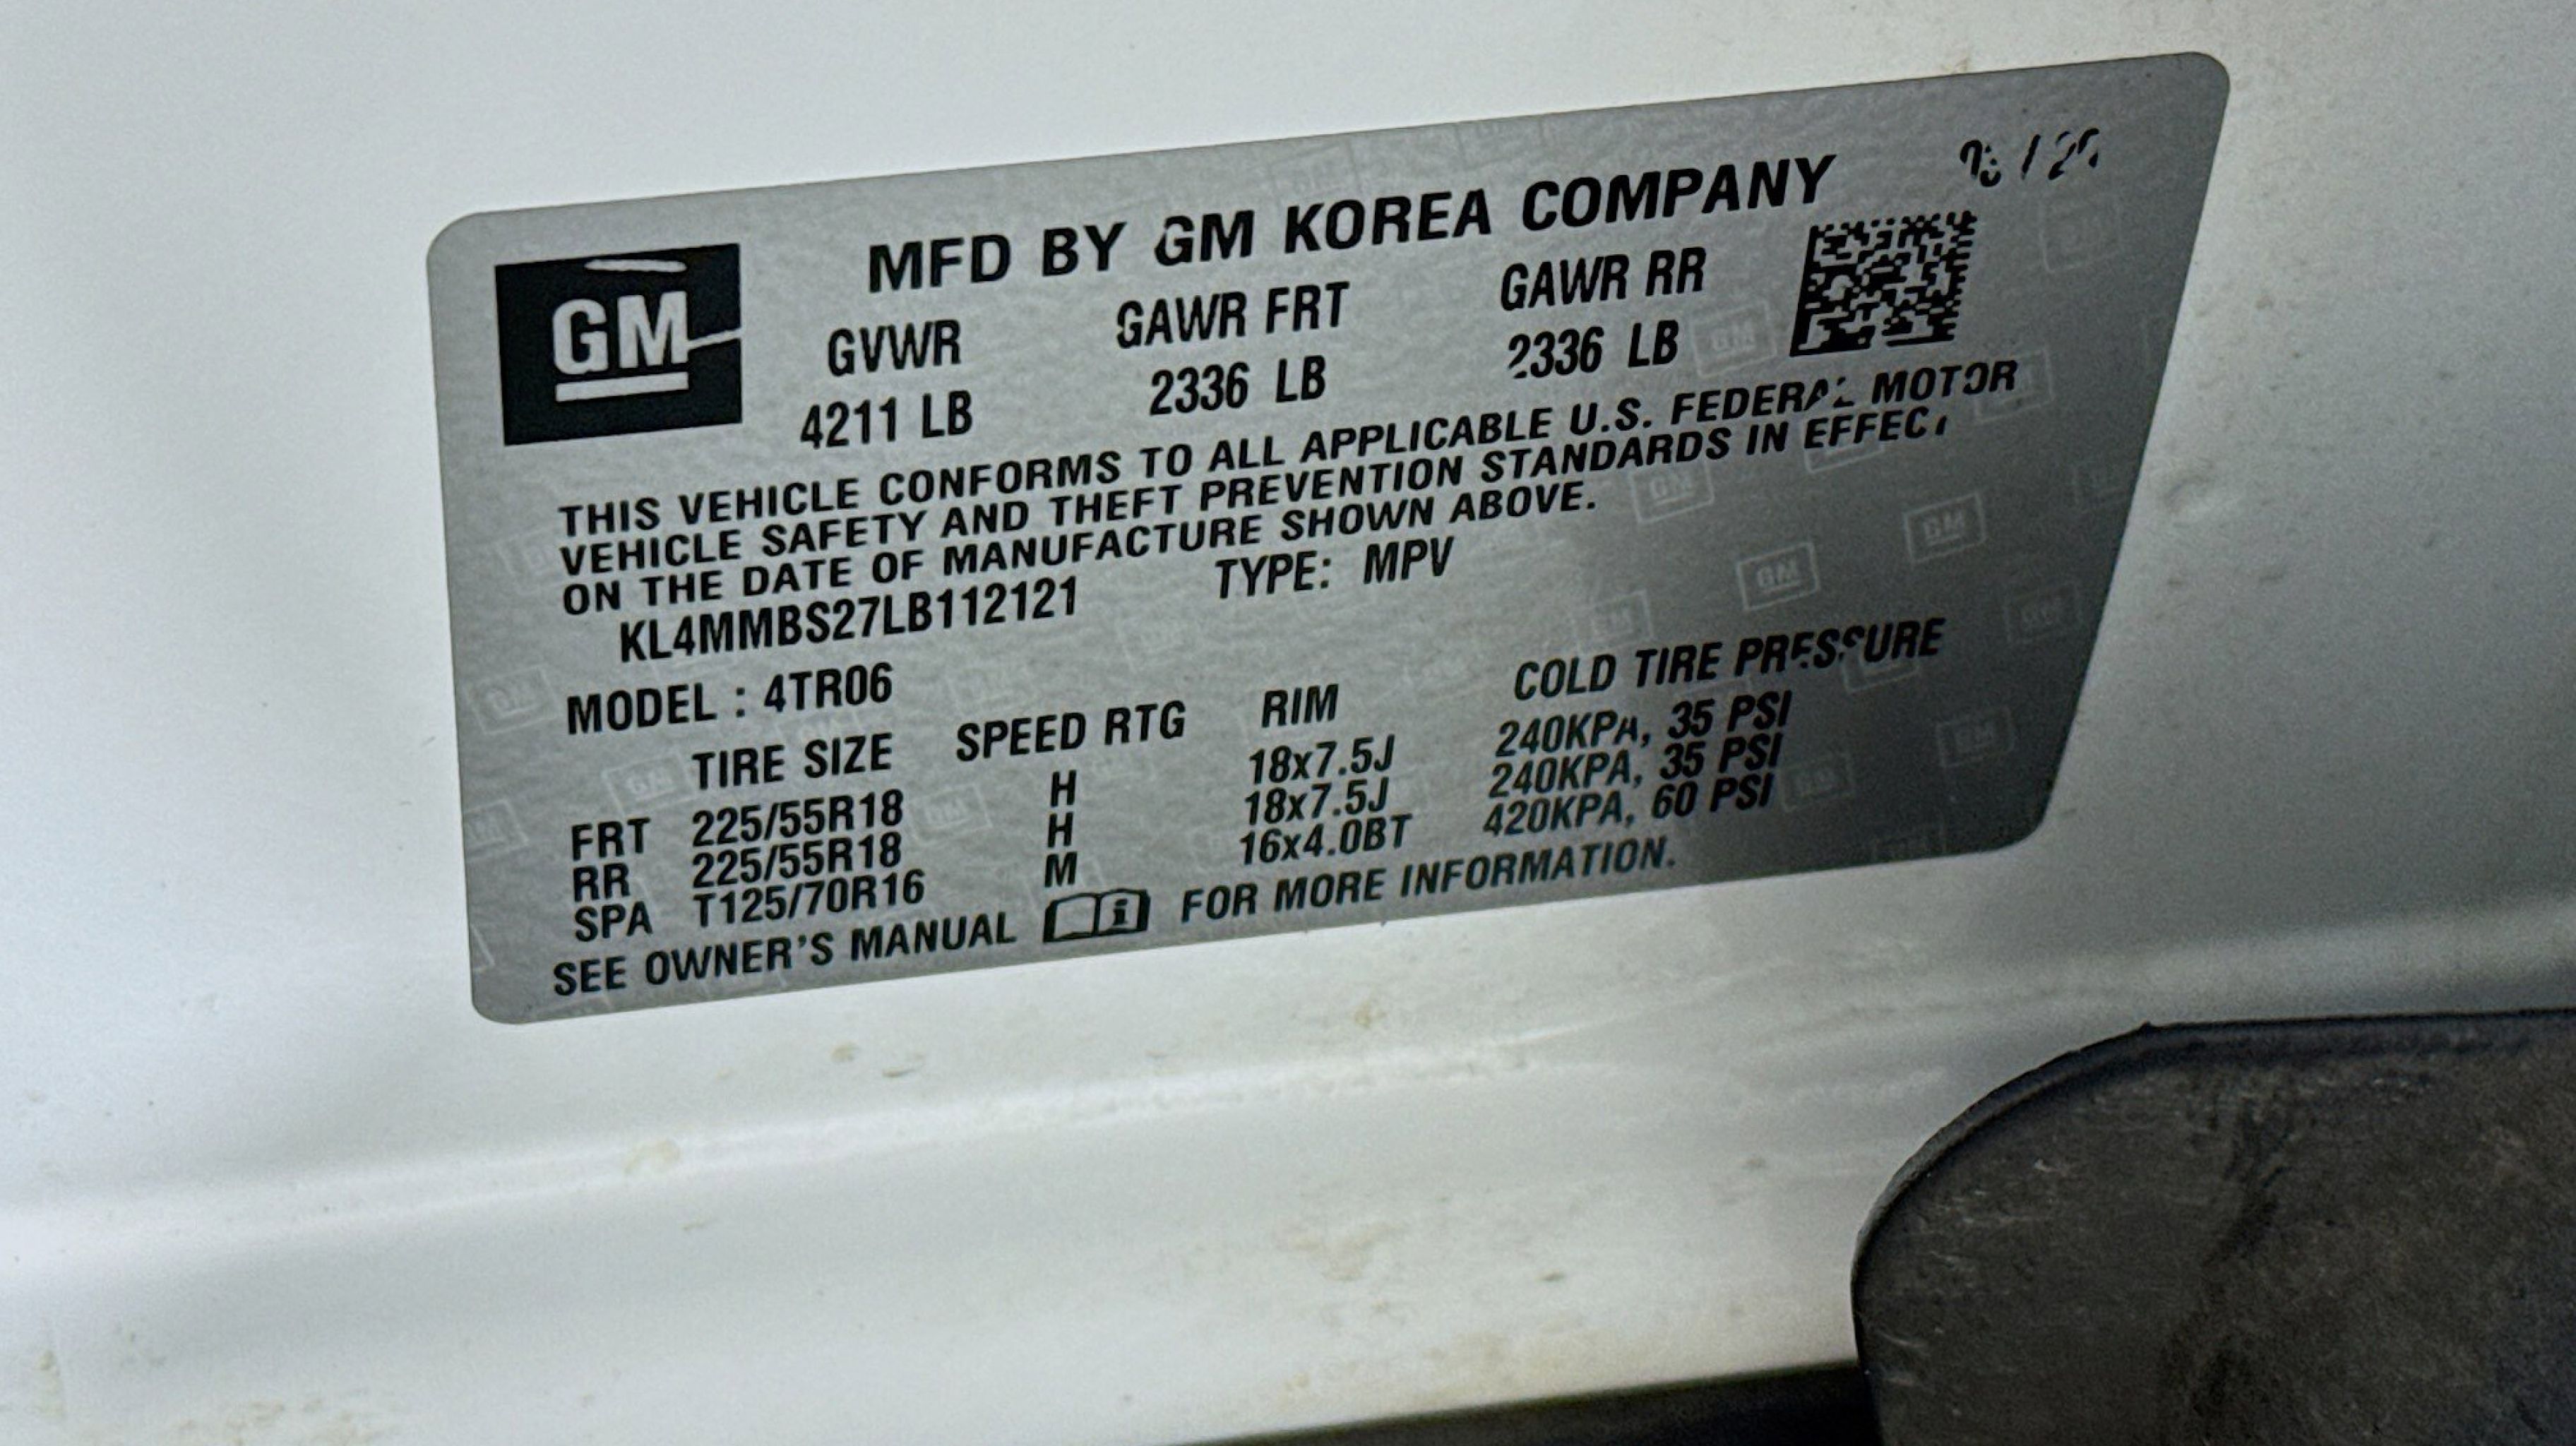 MFD BY GM KOREA COMPANY
GM
GVWR GAWR FRT GAWR RR
4211 LB 2336 LB 2336 LB
THIS VEHICLE CONFORMS TO ALL APPLICABLE U.S. FEDERAL MOTOR
VEHICLE SAFETY AND THEFT PREVENTION STANDARDS IN EFFECT
ON THE DATE OF MANUFACTURE SHOWN ABOVE.
KL4MMBS27LB112121 TYPE: MPV
MODEL : 4TR06
TIRE SIZE SPEED RTG RIM COLD TIRE PRESSURE
FRT 225/55R18 H 18x7.5J 240KPA, 35 PSI
RR 225/55R18 H 18x7.5J 240KPA, 35 PSI
SPA T125/70R16 M 16x4.0BT 420KPA, 60 PSI
SEE OWNER'S MANUAL FOR MORE INFORMATION.